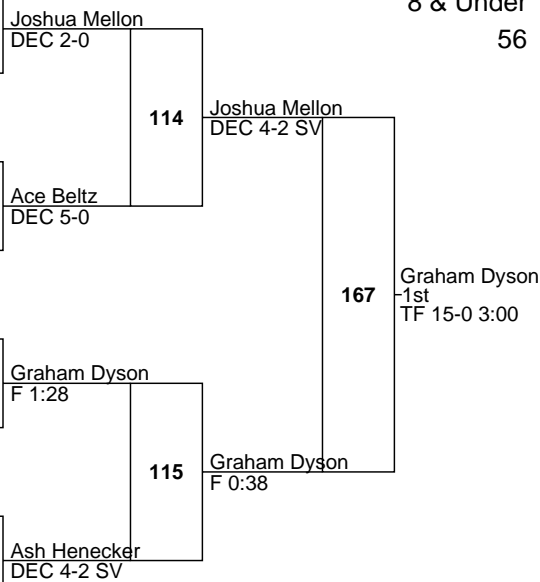 8 & Under
56
Joshua Mellon
DEC 2-0
114
Joshua Mellon
DEC 4-2 SV
Ace Beltz
DEC 5-0
167
Graham Dyson
1st
TF 15-0 3:00
Graham Dyson
F 1:28
115
Graham Dyson
F 0:38
Ash Henecker
DEC 4-2 SV